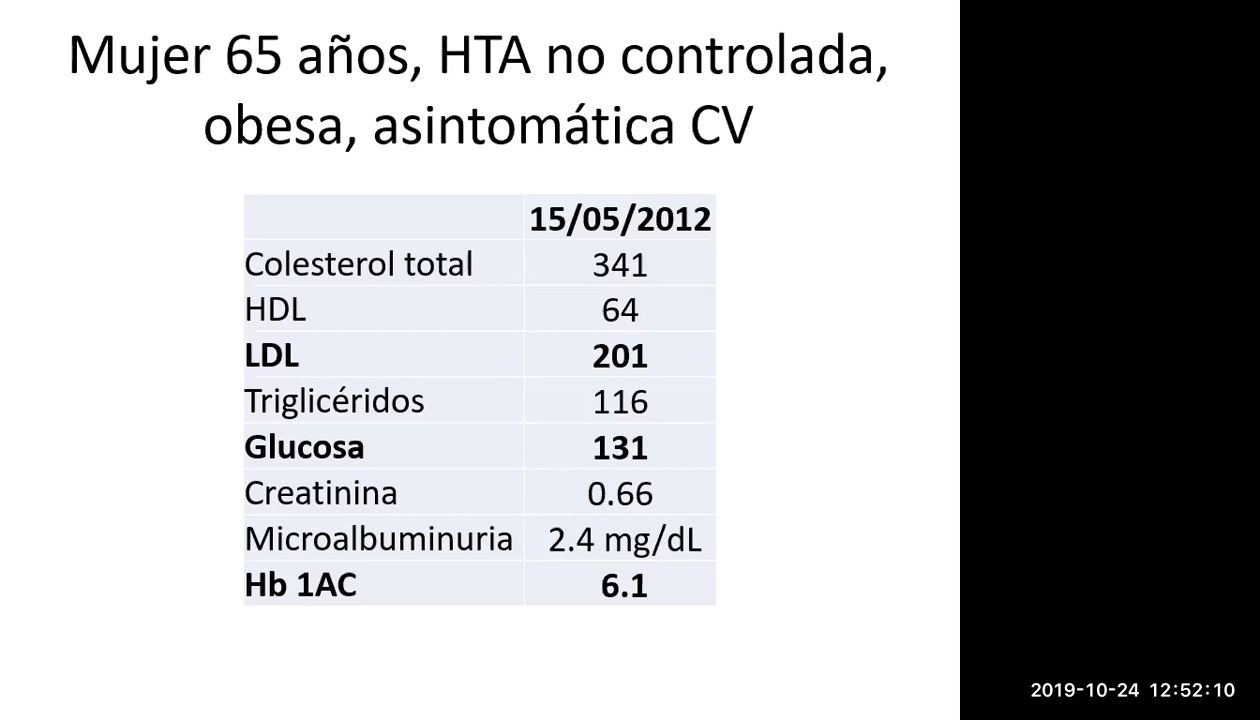 Mujer 65 años, HTA no controlada,
obesa, asintomática CV
15/05/2012
Colesterol total 341
HDL 64
LDL 201
Triglicéridos 116
Glucosa 131
Creatinina 0.66
Microalbuminuria 2.4 mg/dL
Hb 1AC 6.1
2019-10-24 12:52:10